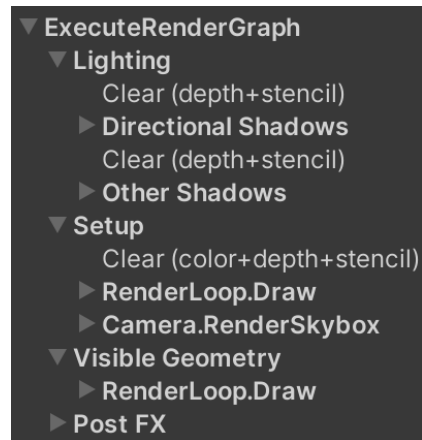 ExecuteRenderGraph
Lighting
Clear (depth+stencil)
Directional Shadows
Clear (depth+stencil)
Other Shadows
Setup
Clear (color+depth+stencil)
RenderLoop.Draw
Camera.RenderSkybox
Visible Geometry
RenderLoop.Draw
Post FX